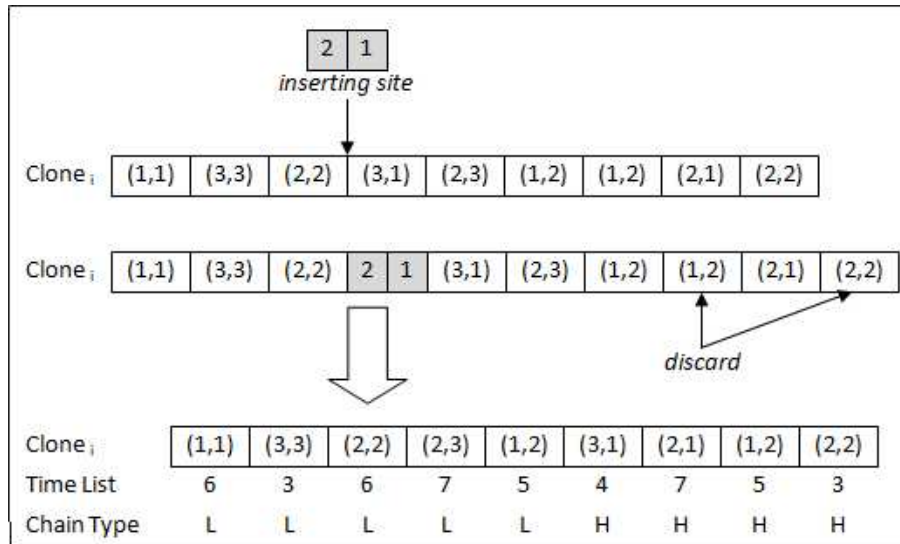 2 1
inserting site
Clone i (1,1) (3,3) (2,2) (3,1) (2,3) (1,2) (1,2) (2,1) (2,2)
Clone i (1,1) (3,3) (2,2) 2 1 (3,1) (2,3) (1,2) (1,2) (2,1) (2,2)
discard
Clone i (1,1) (3,3) (2,2) (2,3) (1,2) (3,1) (2,1) (1,2) (2,2)
Time List 6 3 6 7 5 4 7 5 3
Chain Type L L L L L H H H H